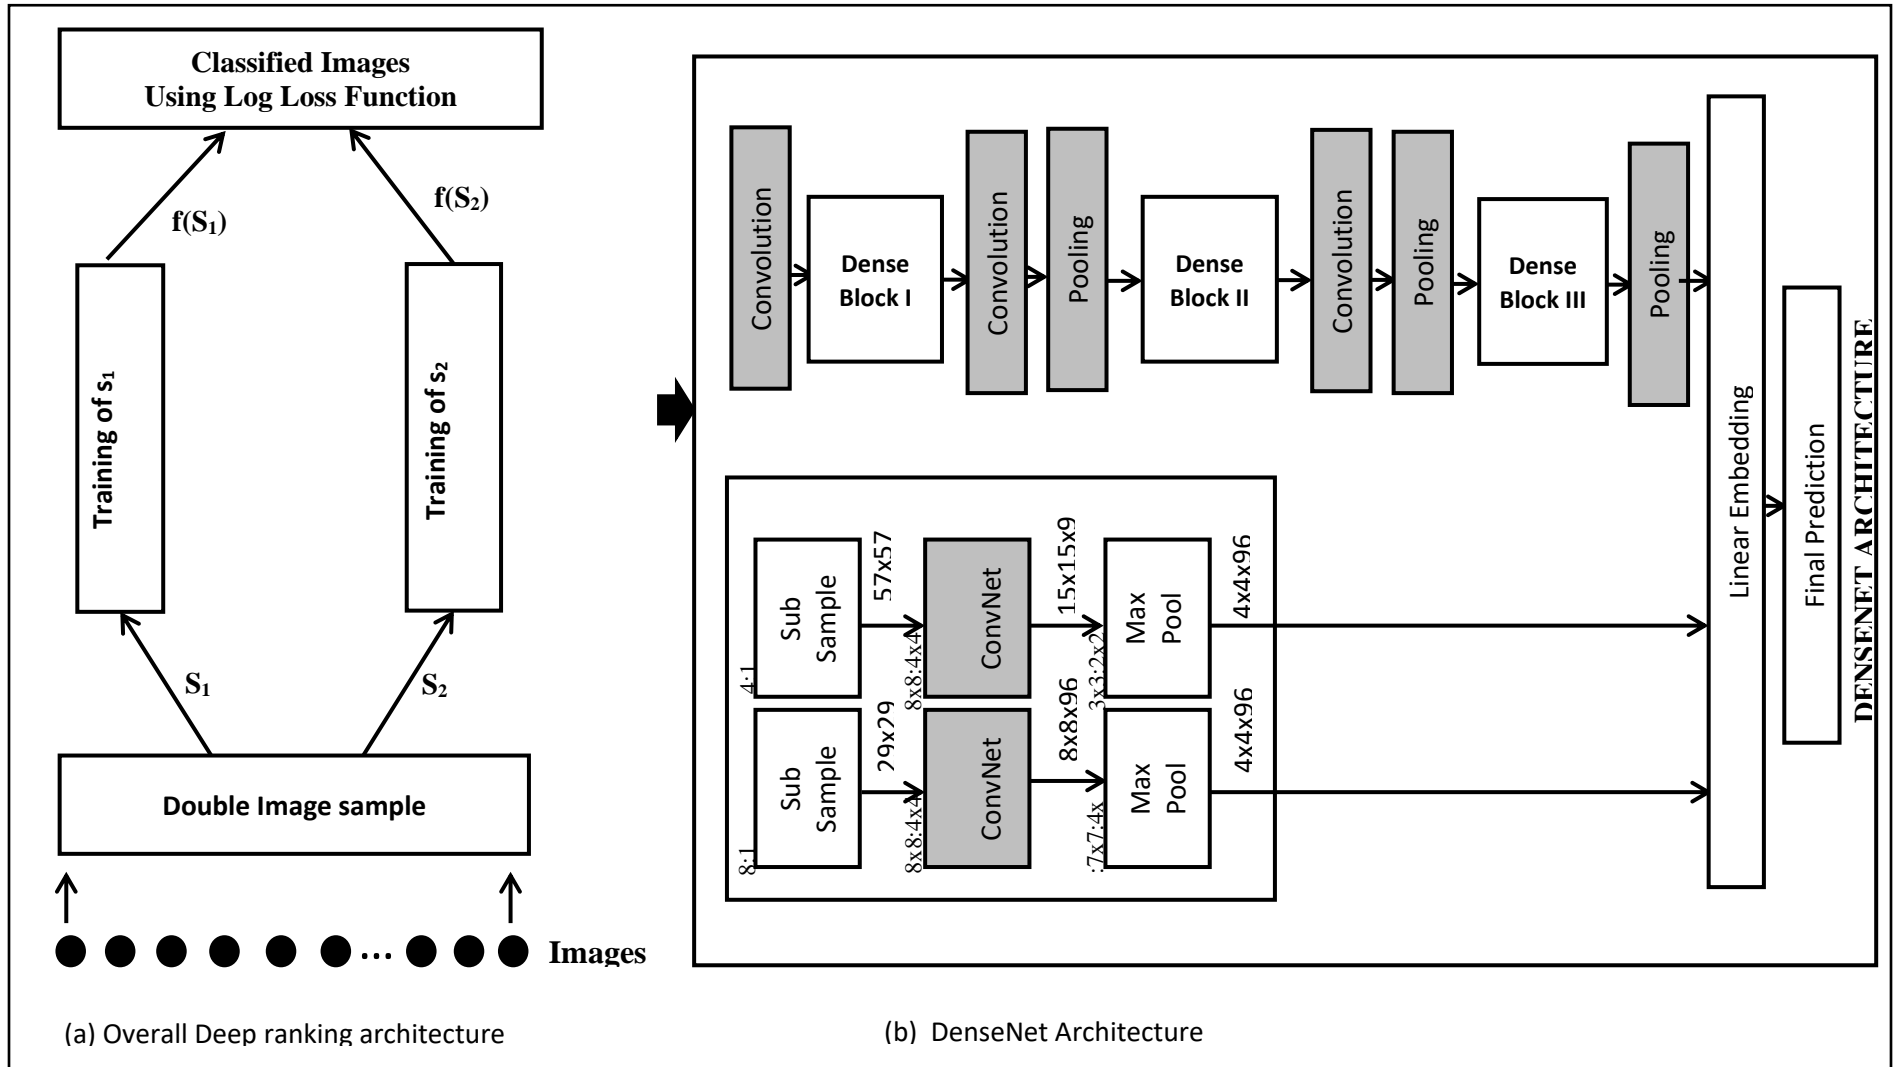 Classified Images
Using Log Loss Function
f(S₁)
f(S₂)
Training of s₁
Training of s₂
S₁
S₂
Double Image sample
...
Images
(a) Overall Deep ranking architecture
Convolution
Dense
Block I
Convolution
Pooling
Dense
Block II
Convolution
Pooling
Dense
Block III
Pooling
Linear Embedding
Final Prediction
DENSENET ARCHITECTURE
4:1
Sub
Sample
57x57
8x8:4x4
ConvNet
15x15x9
3x3:2x2
Max
Pool
4x4x96
8:1
Sub
Sample
29x29
8x8:4x4
ConvNet
8x8x96
:7x7:4x
Max
Pool
4x4x96
(b) DenseNet Architecture